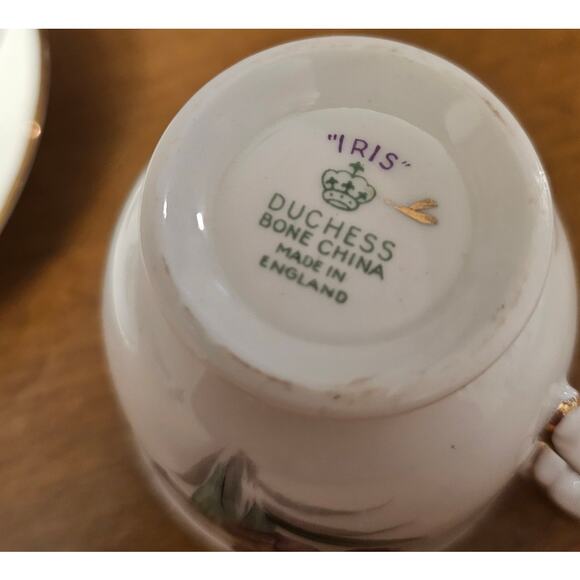 "IRIS"
DUCHESS
BONE CHINA
MADE IN
ENGLAND